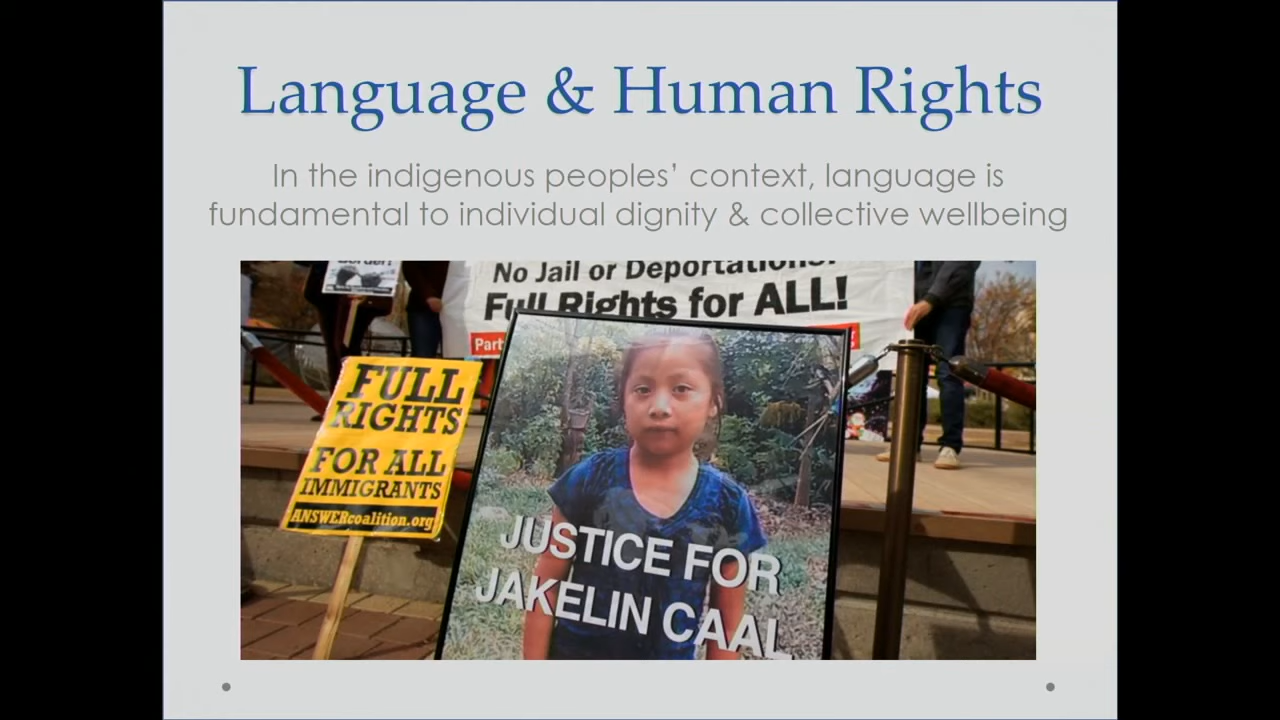 Language & Human Rights
In the indigenous peoples’ context, language is
fundamental to individual dignity & collective wellbeing
No Jail or Deportations!
Full Rights for ALL!
Part
FULL
RIGHTS
FOR ALL
IMMIGRANTS
ANSWERcoalition.org
JUSTICE FOR
JAKELIN CAAL